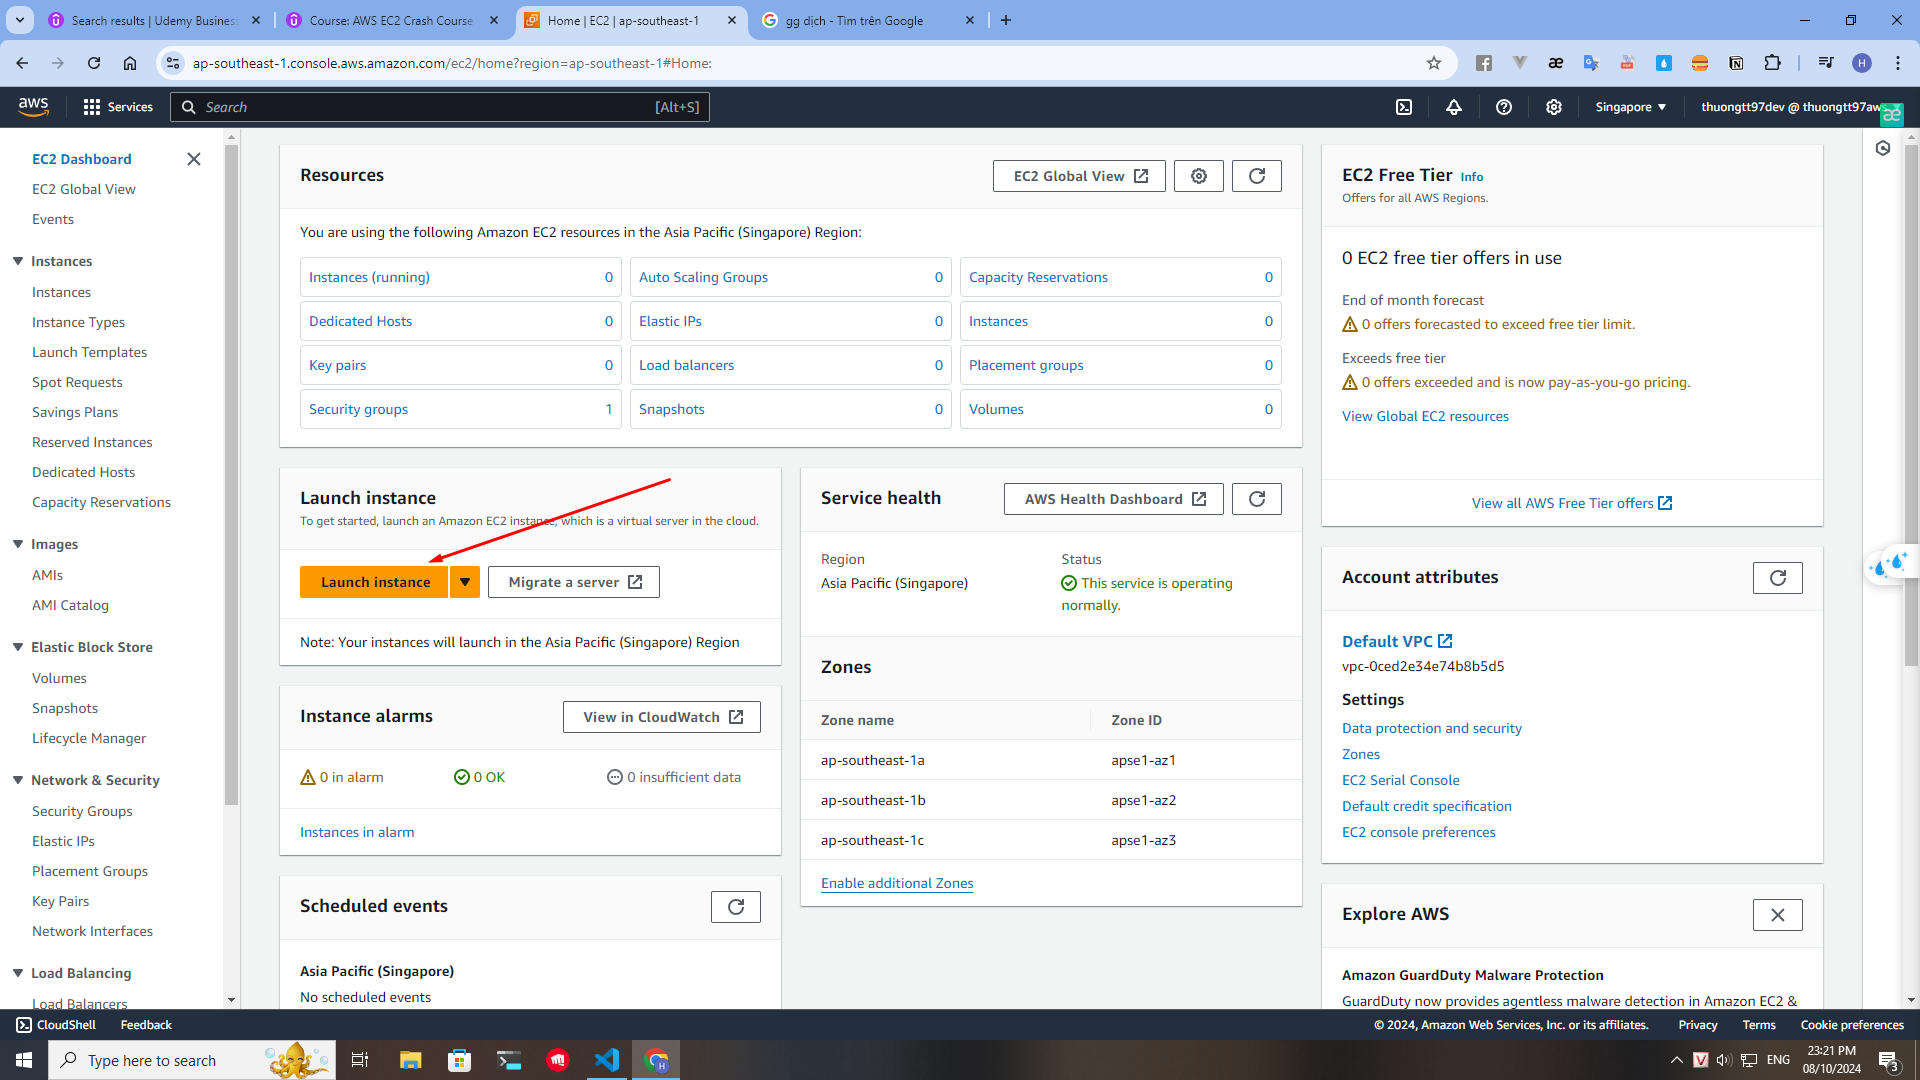 Search results | Udemy Business
Course: AWS EC2 Crash Course
Home | EC2 | ap-southeast-1
gg dịch - Tìm trên Google
ap-southeast-1.console.aws.amazon.com/ec2/home?region=ap-southeast-1#Home:
aws
Services
Search
[Alt+S]
Singapore
thuongtt97dev @ thuongtt97aw
EC2 Dashboard
EC2 Global View
Events
Instances
Instances
Instance Types
Launch Templates
Spot Requests
Savings Plans
Reserved Instances
Dedicated Hosts
Capacity Reservations
Images
AMIs
AMI Catalog
Elastic Block Store
Volumes
Snapshots
Lifecycle Manager
Network & Security
Security Groups
Elastic IPs
Placement Groups
Key Pairs
Network Interfaces
Load Balancing
Load Balancers
Resources
EC2 Global View
You are using the following Amazon EC2 resources in the Asia Pacific (Singapore) Region:
Instances (running) 0
Auto Scaling Groups 0
Capacity Reservations 0
Dedicated Hosts 0
Elastic IPs 0
Instances 0
Key pairs 0
Load balancers 0
Placement groups 0
Security groups 1
Snapshots 0
Volumes 0
Launch instance
To get started, launch an Amazon EC2 instance, which is a virtual server in the cloud.
Launch instance
Migrate a server
Note: Your instances will launch in the Asia Pacific (Singapore) Region
Instance alarms
View in CloudWatch
0 in alarm
0 OK
0 insufficient data
Instances in alarm
Scheduled events
Asia Pacific (Singapore)
No scheduled events
Service health
AWS Health Dashboard
Region
Status
Asia Pacific (Singapore)
This service is operating
normally.
Zones
Zone name
Zone ID
ap-southeast-1a
apse1-az1
ap-southeast-1b
apse1-az2
ap-southeast-1c
apse1-az3
Enable additional Zones
EC2 Free Tier Info
Offers for all AWS Regions.
0 EC2 free tier offers in use
End of month forecast
0 offers forecasted to exceed free tier limit.
Exceeds free tier
0 offers exceeded and is now pay-as-you-go pricing.
View Global EC2 resources
View all AWS Free Tier offers
Account attributes
Default VPC
vpc-0ced2e34e74b8b5d5
Settings
Data protection and security
Zones
EC2 Serial Console
Default credit specification
EC2 console preferences
Explore AWS
Amazon GuardDuty Malware Protection
GuardDuty now provides agentless malware detection in Amazon EC2 &
CloudShell
Feedback
© 2024, Amazon Web Services, Inc. or its affiliates.
Privacy
Terms
Cookie preferences
Type here to search
ENG
23:21 PM
08/10/2024
3